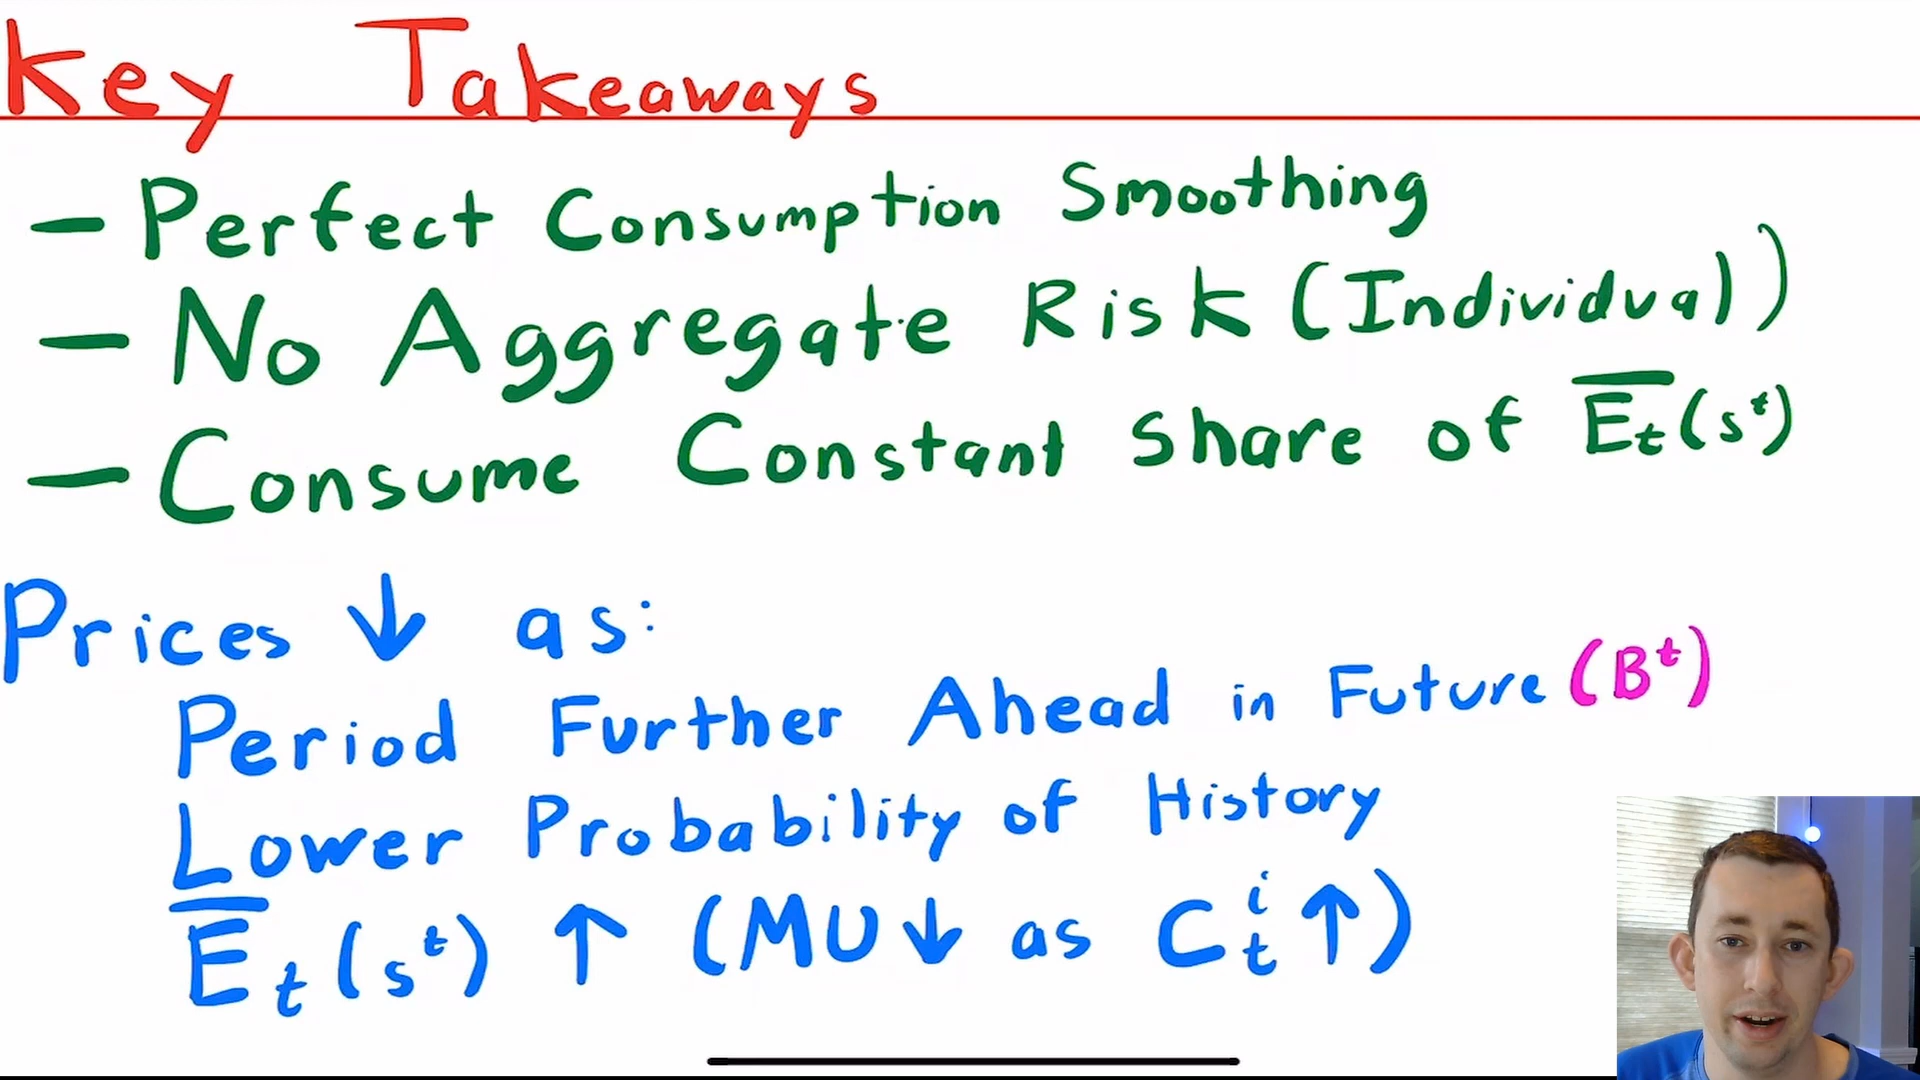 Key Takeaways
- Perfect Consumption Smoothing
- No Aggregate Risk (Individual)
- Consume Constant Share of E̅ₜ(sᵗ)
Prices ↓ as:
Period Further Ahead in Future (Bᵗ)
Lower Probability of History
E̅ₜ(sᵗ) ↑ (MU↓ as Cₜⁱ↑)